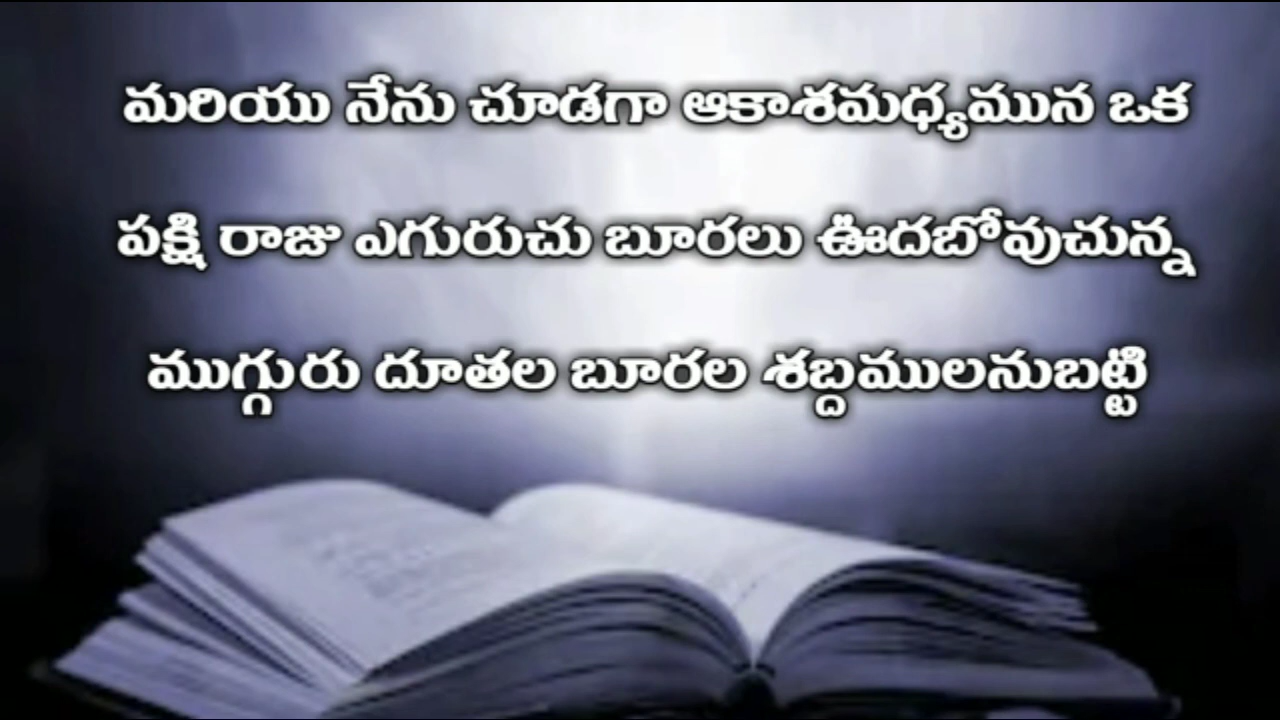 మరియు నేను చూడగా ఆకాశమధ్యమున ఒక
పక్షి రాజు ఎగురుచు బూరలు ఊదబోవుచున్న
ముగ్గురు దూతల బూరల శబ్దములనుబట్టి